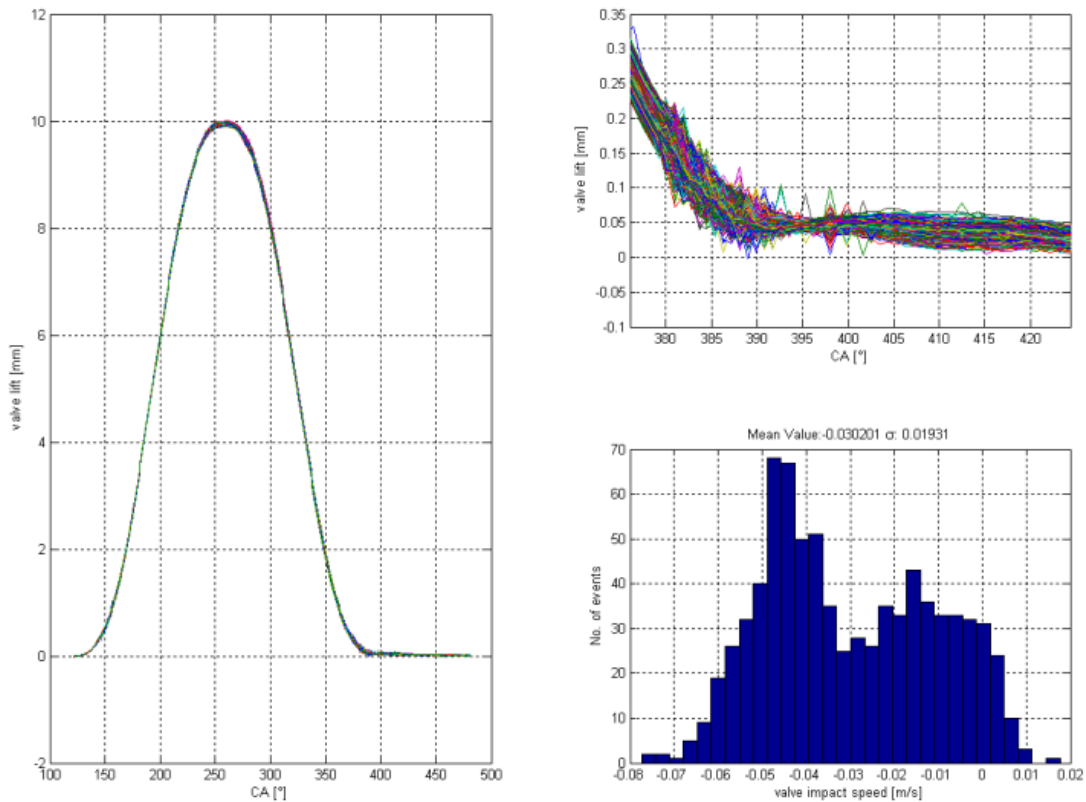 12
10
8
6
4
2
0
-2
valve lift [mm]
100 150 200 250 300 350 400 450 500
CA [°]
0.35
0.3
0.25
0.2
0.15
0.1
0.05
0
-0.05
-0.1
valve lift [mm]
380 385 390 395 400 405 410 415 420
CA [°]
Mean Value:-0.030201 σ: 0.01931
70
60
50
40
30
20
10
0
No. of events
-0.08 -0.07 -0.06 -0.05 -0.04 -0.03 -0.02 -0.01 0 0.01 0.02
valve impact speed [m/s]